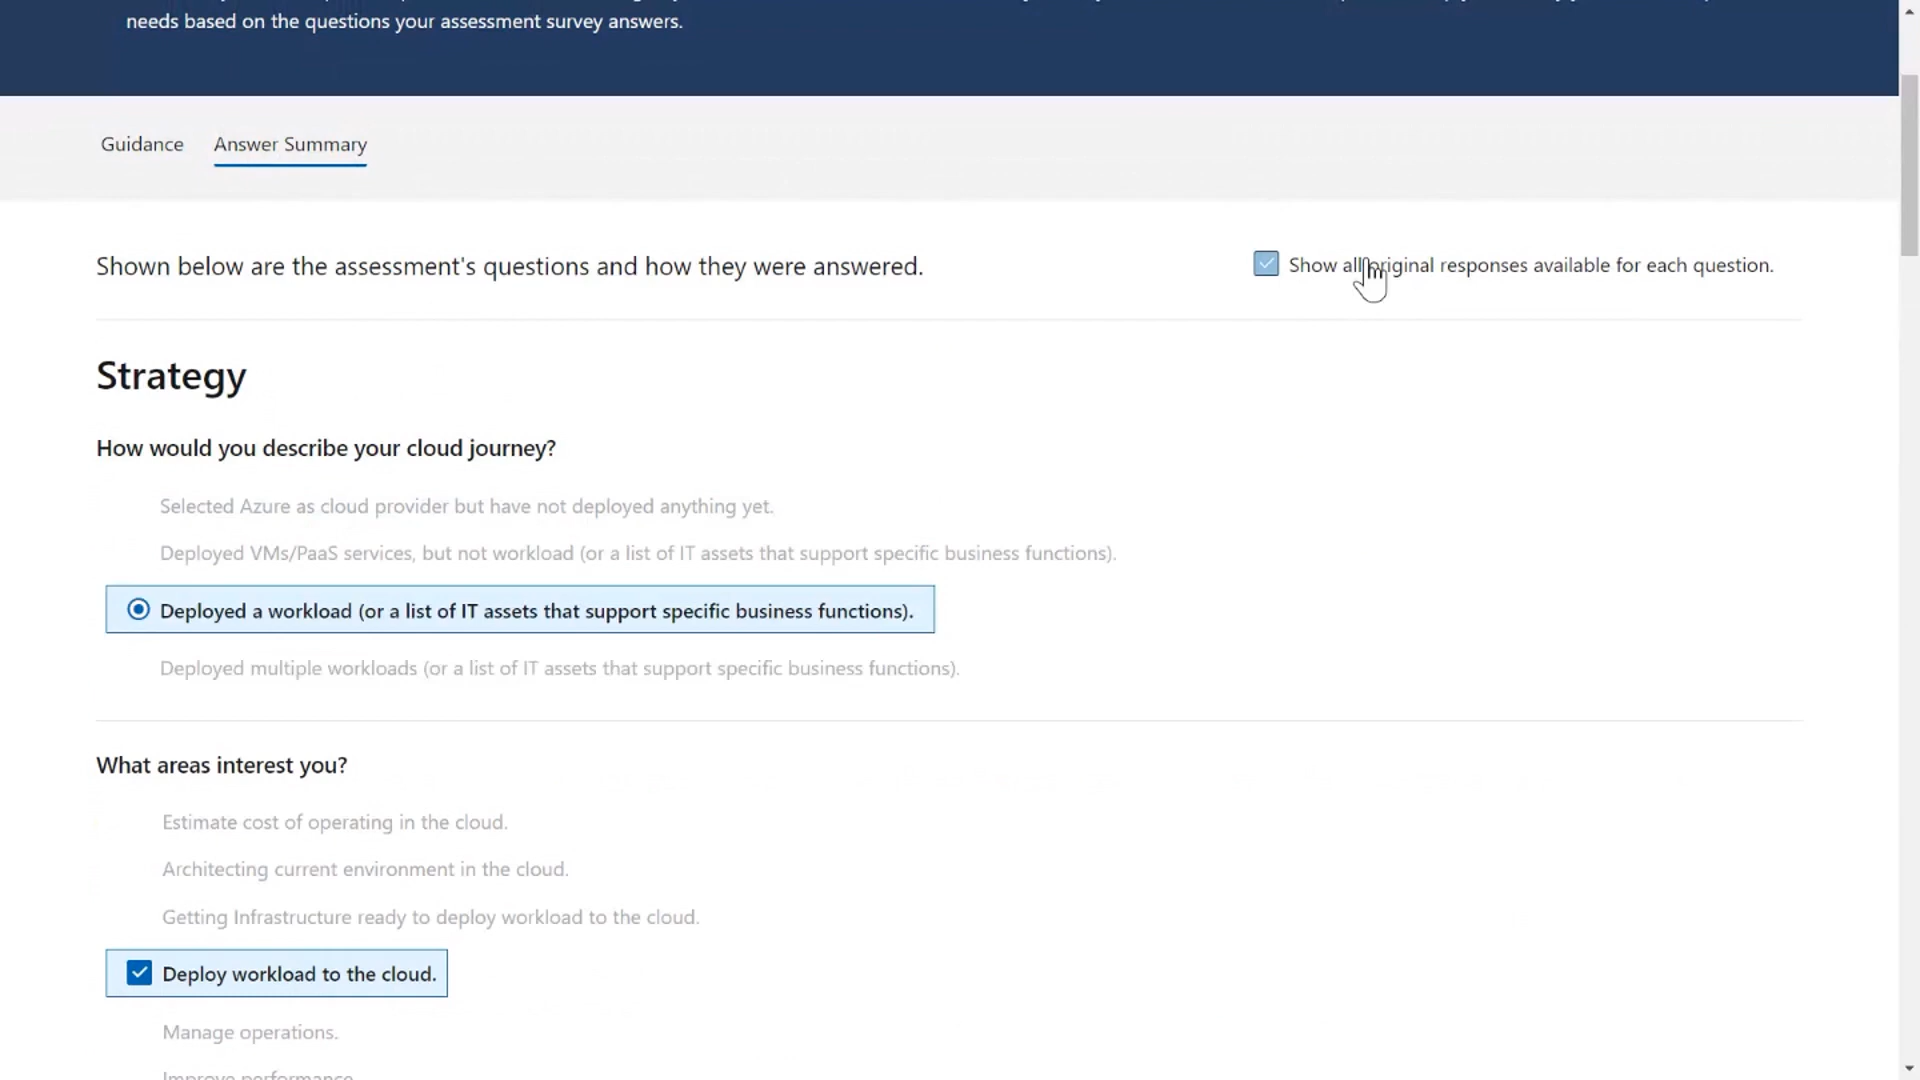 needs based on the questions your assessment survey answers.
Guidance
Answer Summary
Shown below are the assessment's questions and how they were answered.
Show all original responses available for each question.
Strategy
How would you describe your cloud journey?
Selected Azure as cloud provider but have not deployed anything yet.
Deployed VMs/PaaS services, but not workload (or a list of IT assets that support specific business functions).
Deployed a workload (or a list of IT assets that support specific business functions).
Deployed multiple workloads (or a list of IT assets that support specific business functions).
What areas interest you?
Estimate cost of operating in the cloud.
Architecting current environment in the cloud.
Getting Infrastructure ready to deploy workload to the cloud.
Deploy workload to the cloud.
Manage operations.
Improve performance